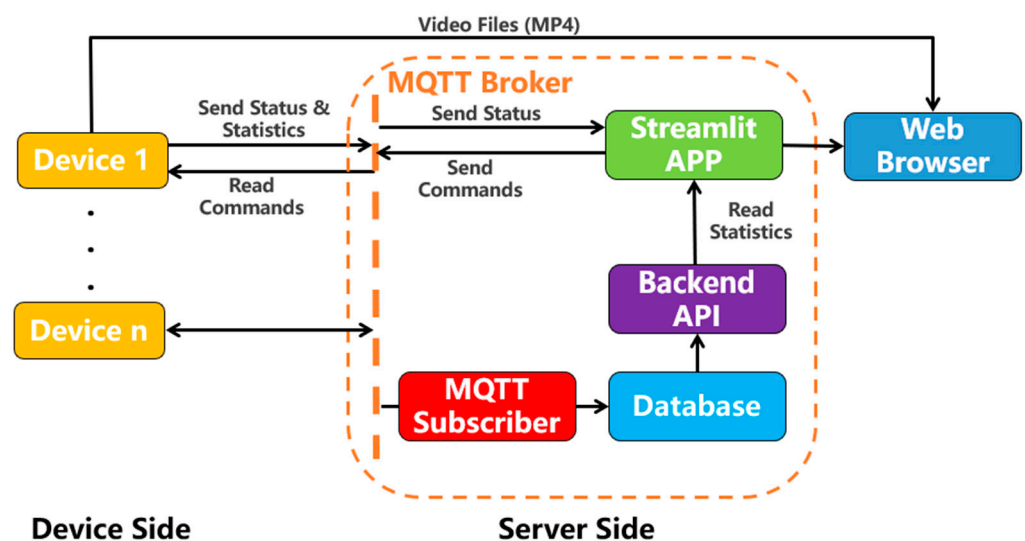 Video Files (MP4)
MQTT Broker
Send Status &
Statistics
Send Status
Device 1
Streamlit
APP
Web
Browser
Read
Commands
Send
Commands
Read
Statistics
Backend
API
Device n
MQTT
Subscriber
Database
Device Side
Server Side